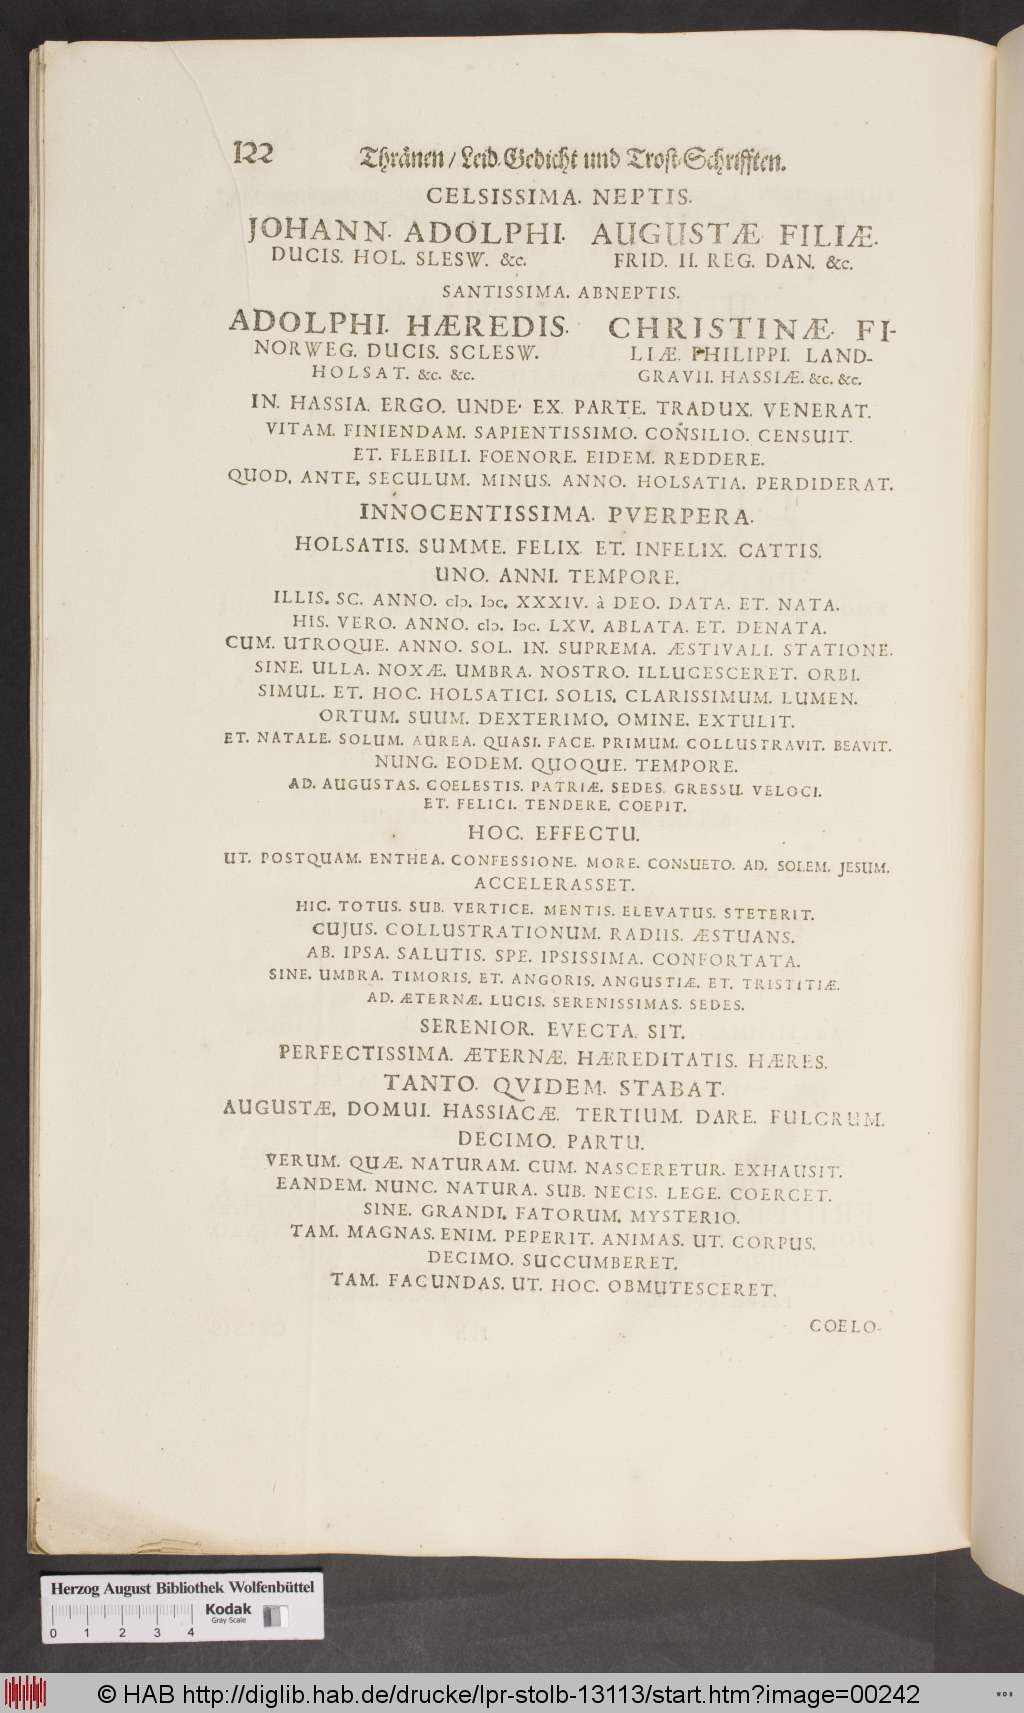 122 Thränen / Leid-Gedicht und Trost-Schrifften.
CELSISSIMA. NEPTIS.
JOHANN. ADOLPHI. AUGUSTÆ FILIÆ.
DUCIS. HOL. SLESW. &c. FRID. II. REG. DAN. &c.
SANTISSIMA. ABNEPTIS.
ADOLPHI. HÆREDIS. CHRISTINÆ. FI-
NORWEG. DUCIS. SCLESW. LIÆ. PHILIPPI. LAND-
HOLSAT. &c. &c. GRAVII. HASSIÆ. &c. &c.
IN. HASSIA. ERGO. UNDE. EX. PARTE. TRADUX. VENERAT.
VITAM. FINIENDAM. SAPIENTISSIMO. CONSILIO. CENSUIT.
ET. FLEBILI. FOENORE. EIDEM. REDDERE.
QUOD. ANTE. SECULUM. MINUS. ANNO. HOLSATIA. PERDIDERAT.
INNOCENTISSIMA. PVERPERA.
HOLSATIS. SUMME. FELIX. ET. INFELIX. CATTIS.
UNO. ANNI. TEMPORE.
ILLIS. SC. ANNO. cIɔ. Iɔc. XXXIV. à DEO. DATA. ET. NATA.
HIS. VERO. ANNO. cIɔ. Iɔc. LXV. ABLATA. ET. DENATA.
CUM. UTROQUE. ANNO. SOL. IN. SUPREMA. ÆSTIVALI. STATIONE.
SINE. ULLA. NOXÆ. UMBRA. NOSTRO. ILLUCESCERET. ORBI.
SIMUL. ET. HOC. HOLSATICI. SOLIS. CLARISSIMUM. LUMEN.
ORTUM. SUUM. DEXTERIMO. OMINE. EXTULIT.
ET. NATALE. SOLUM. AUREA. QUASI. FACE. PRIMUM. COLLUSTRAVIT. BEAVIT.
NUNG. EODEM. QUOQUE. TEMPORE.
AD. AUGUSTAS. COELESTIS. PATRIÆ. SEDES. GRESSU. VELOCI.
ET. FELICI. TENDERE. COEPIT.
HOC. EFFECTU.
UT. POSTQUAM. ENTHEA. CONFESSIONE. MORE. CONSUETO. AD. SOLEM. JESUM.
ACCELERASSET.
HIC. TOTUS. SUB. VERTICE. MENTIS. ELEVATUS. STETERIT.
CUJUS. COLLUSTRATIONUM. RADIIS. ÆSTUANS.
AB. IPSA. SALUTIS. SPE. IPSISSIMA. CONFORTATA.
SINE. UMBRA. TIMORIS. ET. ANGORIS. ANGUSTIÆ. ET. TRISTITIÆ.
AD. ÆTERNÆ. LUCIS. SERENISSIMAS. SEDES.
SERENIOR. EVECTA. SIT.
PERFECTISSIMA. ÆTERNÆ. HÆREDITATIS. HÆRES.
TANTO. QVIDEM. STABAT.
AUGUSTÆ. DOMUI. HASSIACÆ. TERTIUM. DARE. FULCRUM.
DECIMO. PARTU.
VERUM. QUÆ. NATURAM. CUM. NASCERETUR. EXHAUSIT.
EANDEM. NUNC. NATURA. SUB. NECIS. LEGE. COERCET.
SINE. GRANDI. FATORUM. MYSTERIO.
TAM. MAGNAS. ENIM. PEPERIT. ANIMAS. UT. CORPUS.
DECIMO. SUCCUMBERET.
TAM. FACUNDAS. UT. HOC. OBMUTESCERET.
COELO-
Herzog August Bibliothek Wolfenbüttel
Kodak
Gray Scale
0 1 2 3 4
© HAB http://diglib.hab.de/drucke/lpr-stolb-13113/start.htm?image=00242